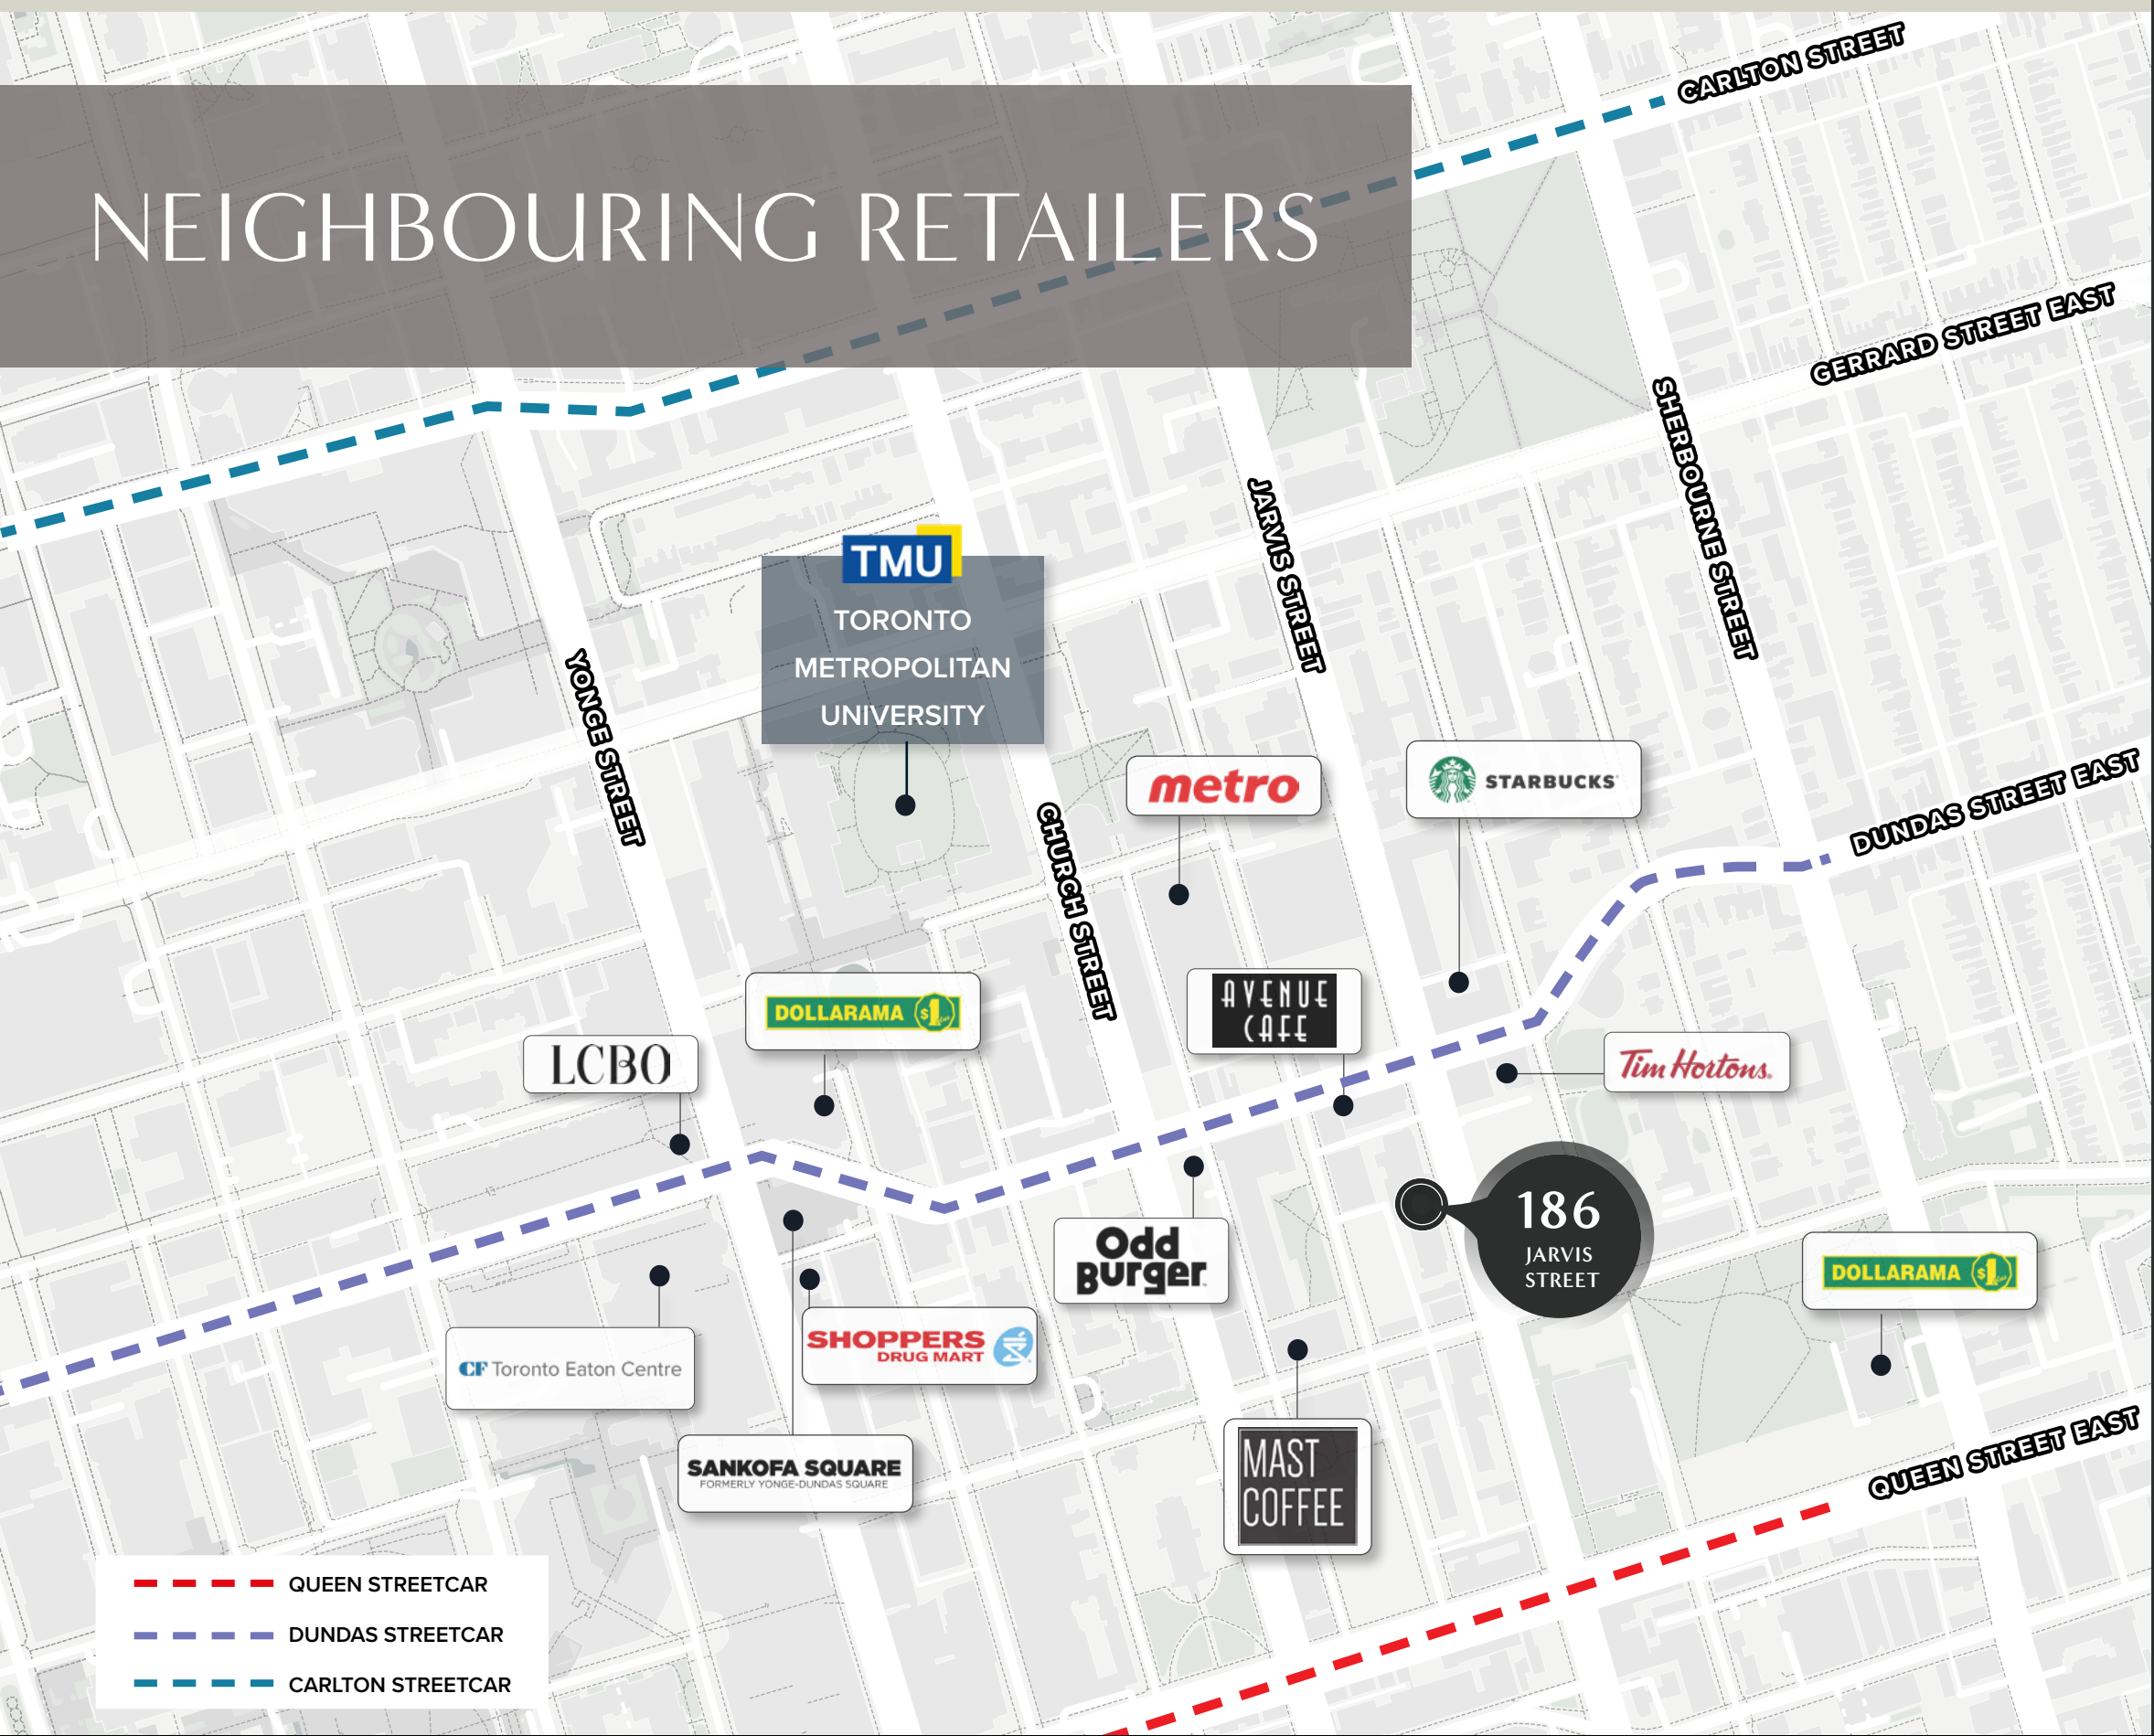 CARLTON STREET
NEIGHBOURING RETAILERS
GERRARD STREET EAST
SHERBOURNE STREET
JARVIS STREET
TMU
TORONTO
METROPOLITAN
UNIVERSITY
YONGE STREET
metro
STARBUCKS
DUNDAS STREET EAST
CHURCH STREET
AVENUE
CAFE
DOLLARAMA $1
LCBO
Tim Hortons.
186
JARVIS
STREET
Odd
Burger
DOLLARAMA $1
SHOPPERS
DRUG MART
CF Toronto Eaton Centre
SANKOFA SQUARE
FORMERLY YONGE-DUNDAS SQUARE
MAST
COFFEE
QUEEN STREET EAST
QUEEN STREETCAR
DUNDAS STREETCAR
CARLTON STREETCAR